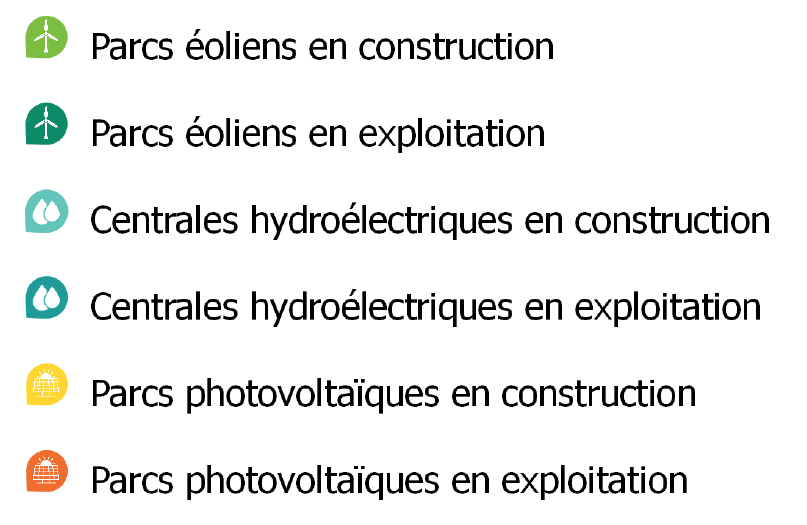 Parcs éoliens en construction
Parcs éoliens en exploitation
Centrales hydroélectriques en construction
Centrales hydroélectriques en exploitation
Parcs photovoltaïques en construction
Parcs photovoltaïques en exploitation